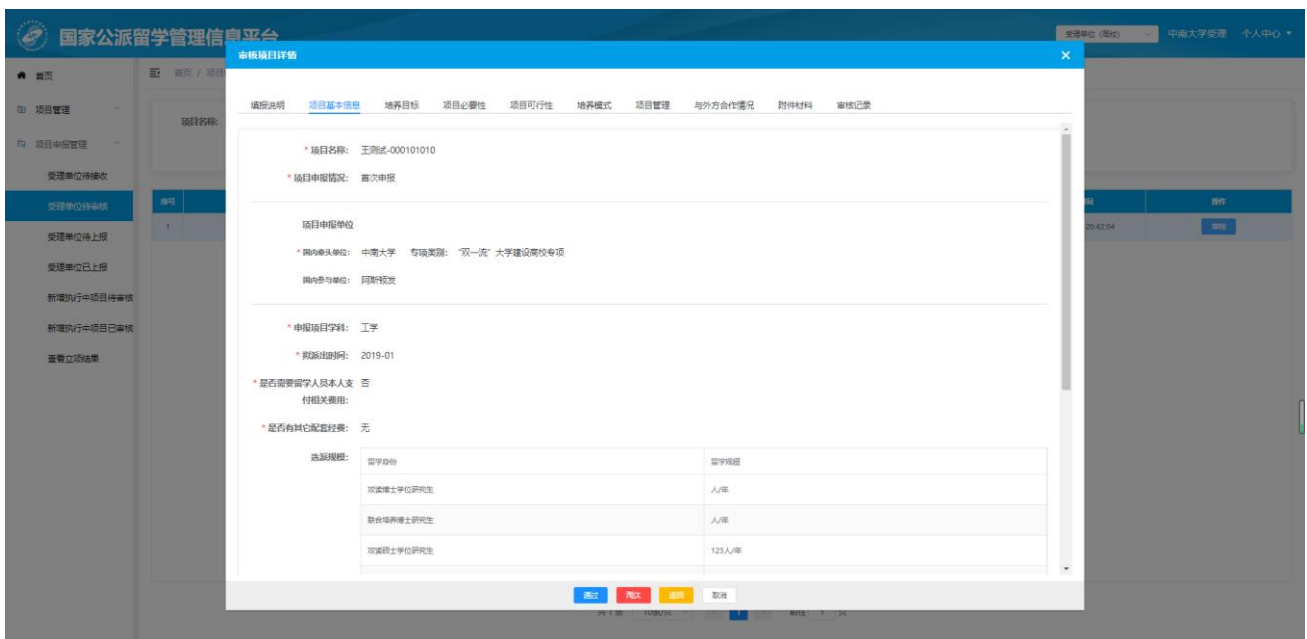 国家公派留学管理信息平台
受理单位 (高校)
中南大学受理 个人中心
首页
项目管理
项目申报管理
受理单位待接收
受理单位待审核
受理单位待上报
受理单位已上报
新增执行中项目待审核
新增执行中项目已审核
查看立项结果
首页 / 项目
项目名称:
序号
操作
1
20:42:04
审核
审核项目详情
填报说明 项目基本信息 培养目标 项目必要性 项目可行性 培养模式 项目管理 与外方合作情况 附件材料 审核记录
* 项目名称: 王测试-000101010
* 项目申报情况: 首次申报
项目申报单位
* 国内牵头单位: 中南大学 专项类别: “双一流”大学建设高校专项
国内参与单位: 阿斯顿发
* 申报项目学科: 工学
* 拟派出时间: 2019-01
* 是否需要留学人员本人支 否
付相关费用:
* 是否有其它配套经费: 无
选派规模:
留学身份 留学规模
攻读博士学位研究生 人/年
联合培养博士研究生 人/年
攻读硕士学位研究生 123人/年
通过 淘汰 退回 取消
共 1 条 10条/页 1 前往 1 页